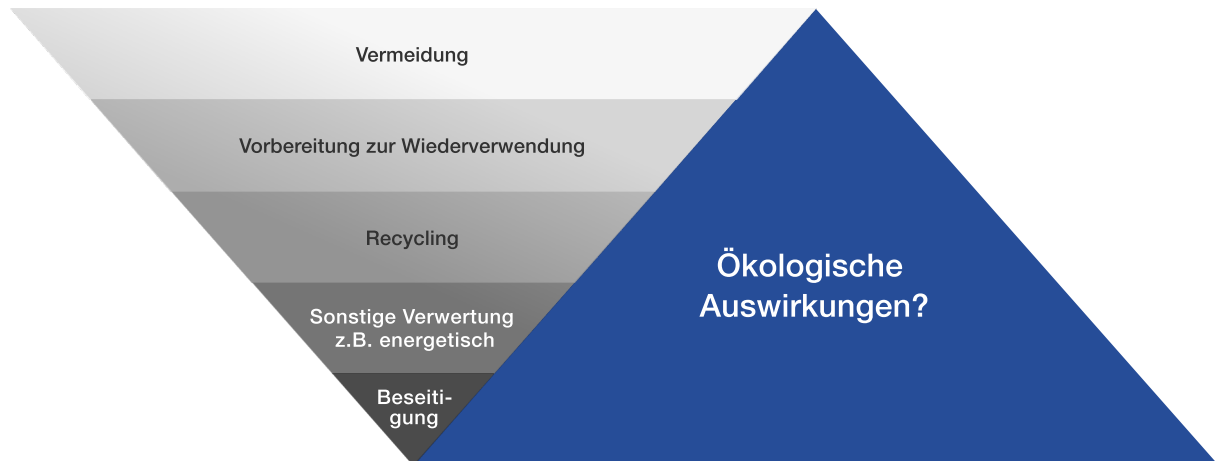 Vermeidung
Vorbereitung zur Wiederverwendung
Recycling
Sonstige Verwertung
z.B. energetisch
Beseiti-
gung
Ökologische
Auswirkungen?